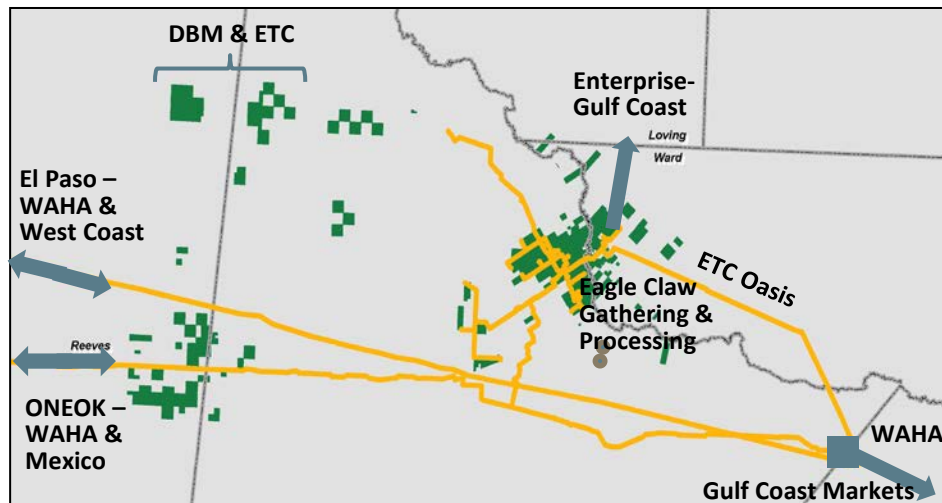 DBM & ETC
Enterprise-
Gulf Coast
Loving
Ward
El Paso –
WAHA &
West Coast
ETC Oasis
Eagle Claw
Gathering &
Processing
Reeves
ONEOK –
WAHA &
Mexico
WAHA
Gulf Coast Markets